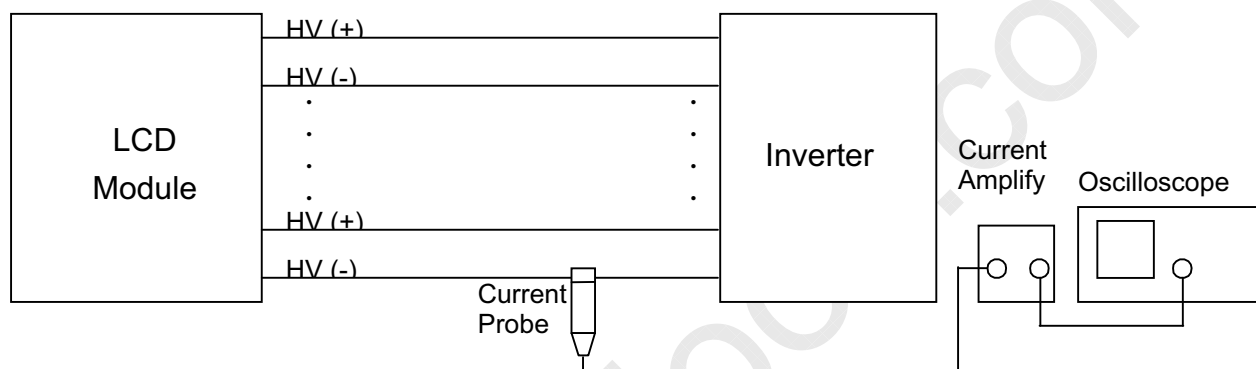 HV (+)
HV (-)
LCD
Module
Inverter
Current
Amplify
Oscilloscope
HV (+)
HV (-)
Current
Probe